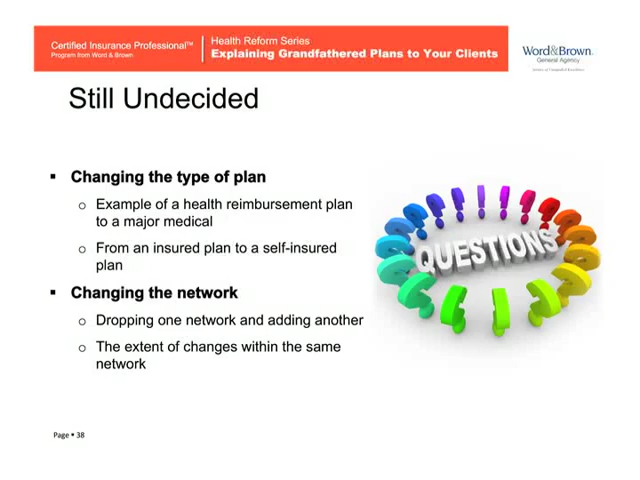 Certified Insurance Professional™
Program from Word & Brown
Health Reform Series
Explaining Grandfathered Plans to Your Clients
Word&Brown.
General Agency
Still Undecided
▪ Changing the type of plan
o Example of a health reimbursement plan
to a major medical
o From an insured plan to a self-insured
plan
▪ Changing the network
o Dropping one network and adding another
o The extent of changes within the same
network
QUESTIONS
Page ▪ 38